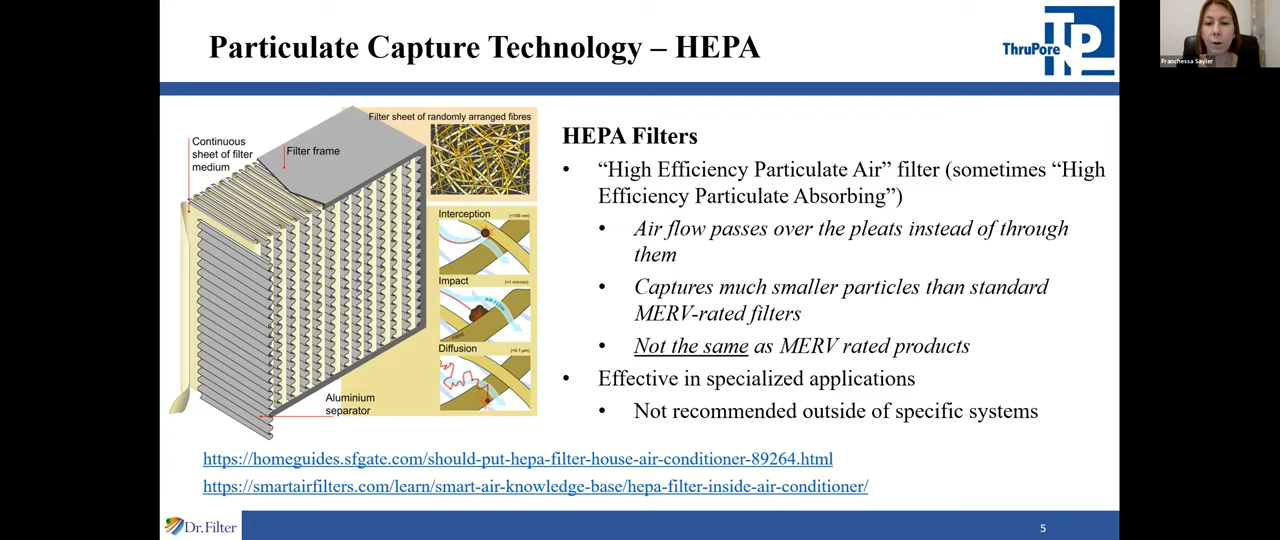 Particulate Capture Technology – HEPA
ThruPore
TP
Franchessa Sayler
Continuous
sheet of filter
medium
Filter frame
Filter sheet of randomly arranged fibres
Interception
Impact
Diffusion
Aluminium
separator
HEPA Filters
• “High Efficiency Particulate Air” filter (sometimes “High
Efficiency Particulate Absorbing”)
• Air flow passes over the pleats instead of through
them
• Captures much smaller particles than standard
MERV-rated filters
• Not the same as MERV rated products
• Effective in specialized applications
• Not recommended outside of specific systems
https://homeguides.sfgate.com/should-put-hepa-filter-house-air-conditioner-89264.html
https://smartairfilters.com/learn/smart-air-knowledge-base/hepa-filter-inside-air-conditioner/
Dr.Filter
5